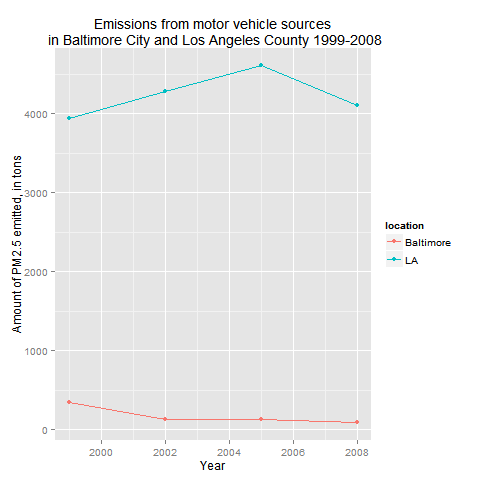 Emissions from motor vehicle sources
in Baltimore City and Los Angeles County 1999-2008
Amount of PM2.5 emitted, in tons
4000
3000
2000
1000
0
2000 2002 2004 2006 2008
Year
location
Baltimore
LA